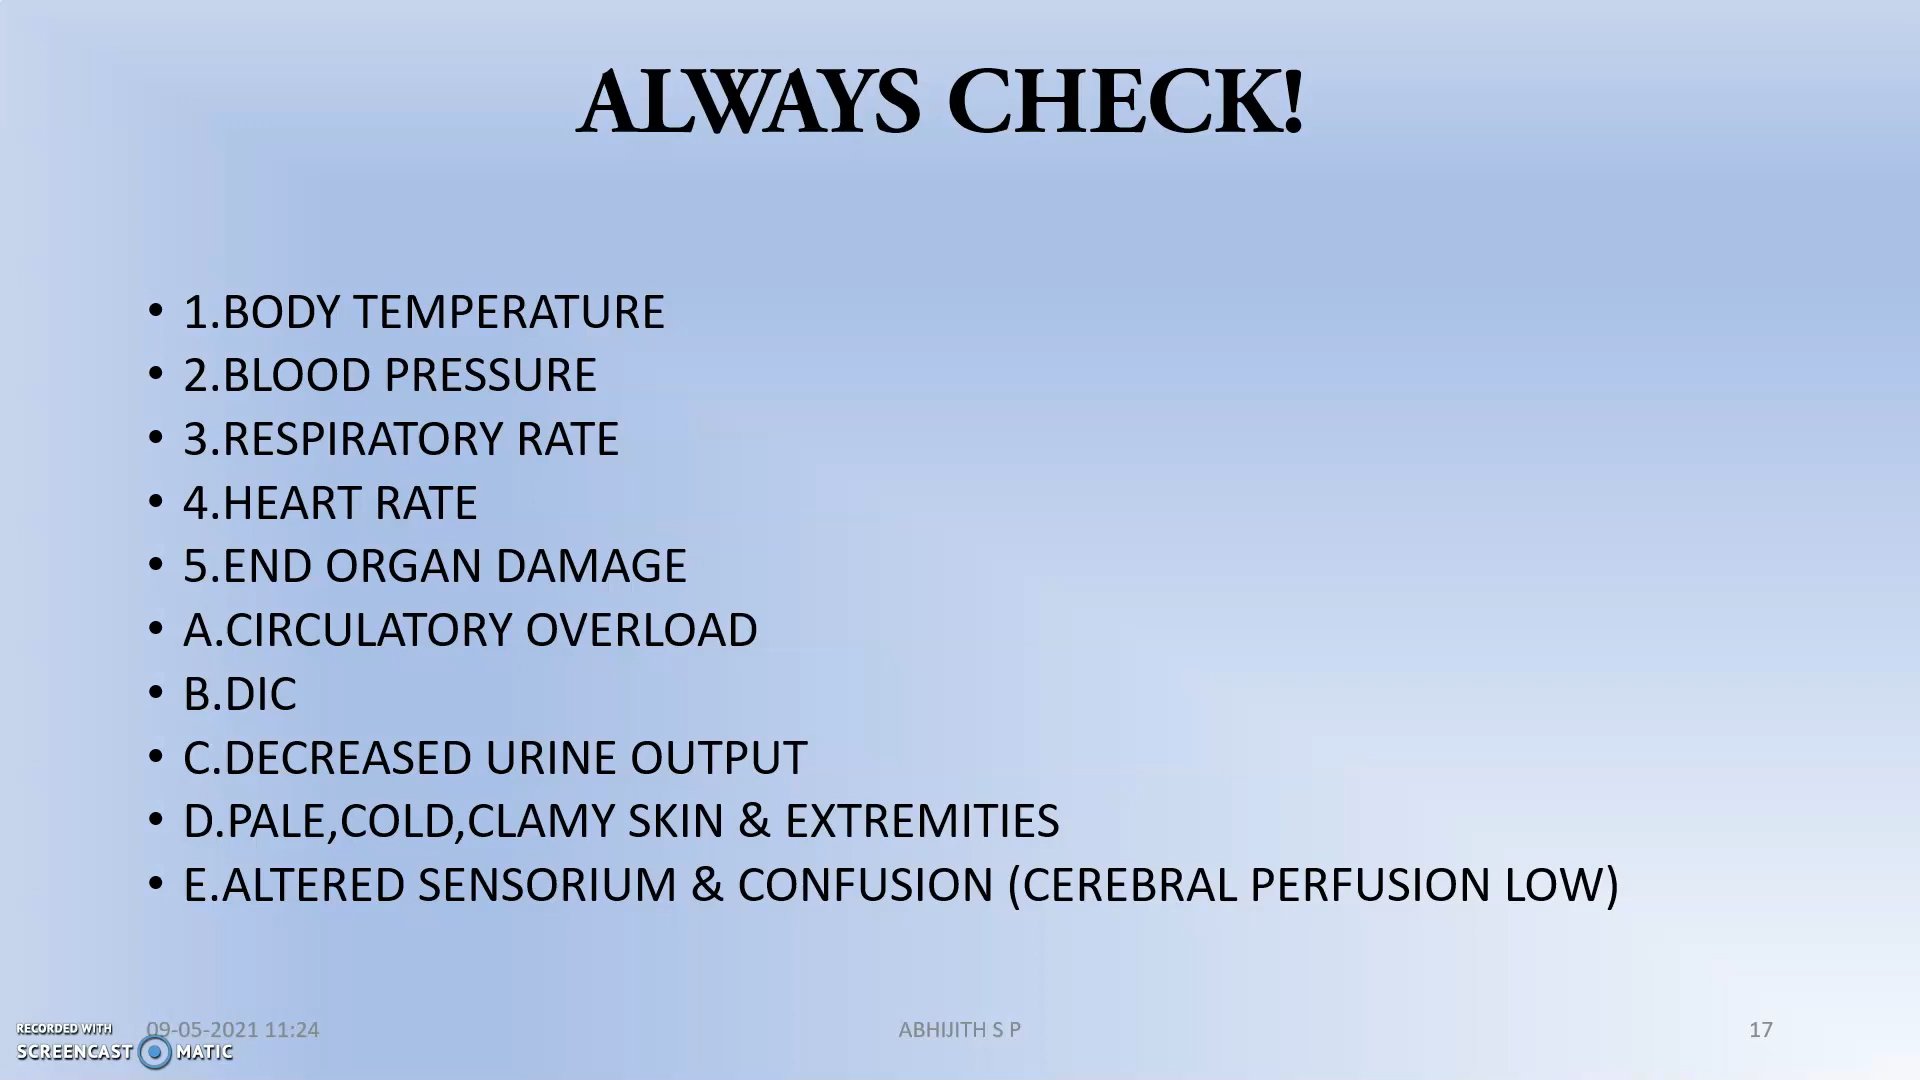 ALWAYS CHECK!
• 1.BODY TEMPERATURE
• 2.BLOOD PRESSURE
• 3.RESPIRATORY RATE
• 4.HEART RATE
• 5.END ORGAN DAMAGE
• A.CIRCULATORY OVERLOAD
• B.DIC
• C.DECREASED URINE OUTPUT
• D.PALE,COLD,CLAMY SKIN & EXTREMITIES
• E.ALTERED SENSORIUM & CONFUSION (CEREBRAL PERFUSION LOW)
RECORDED WITH
SCREENCAST MATIC
09-05-2021 11:24
ABHIJITH S P
17